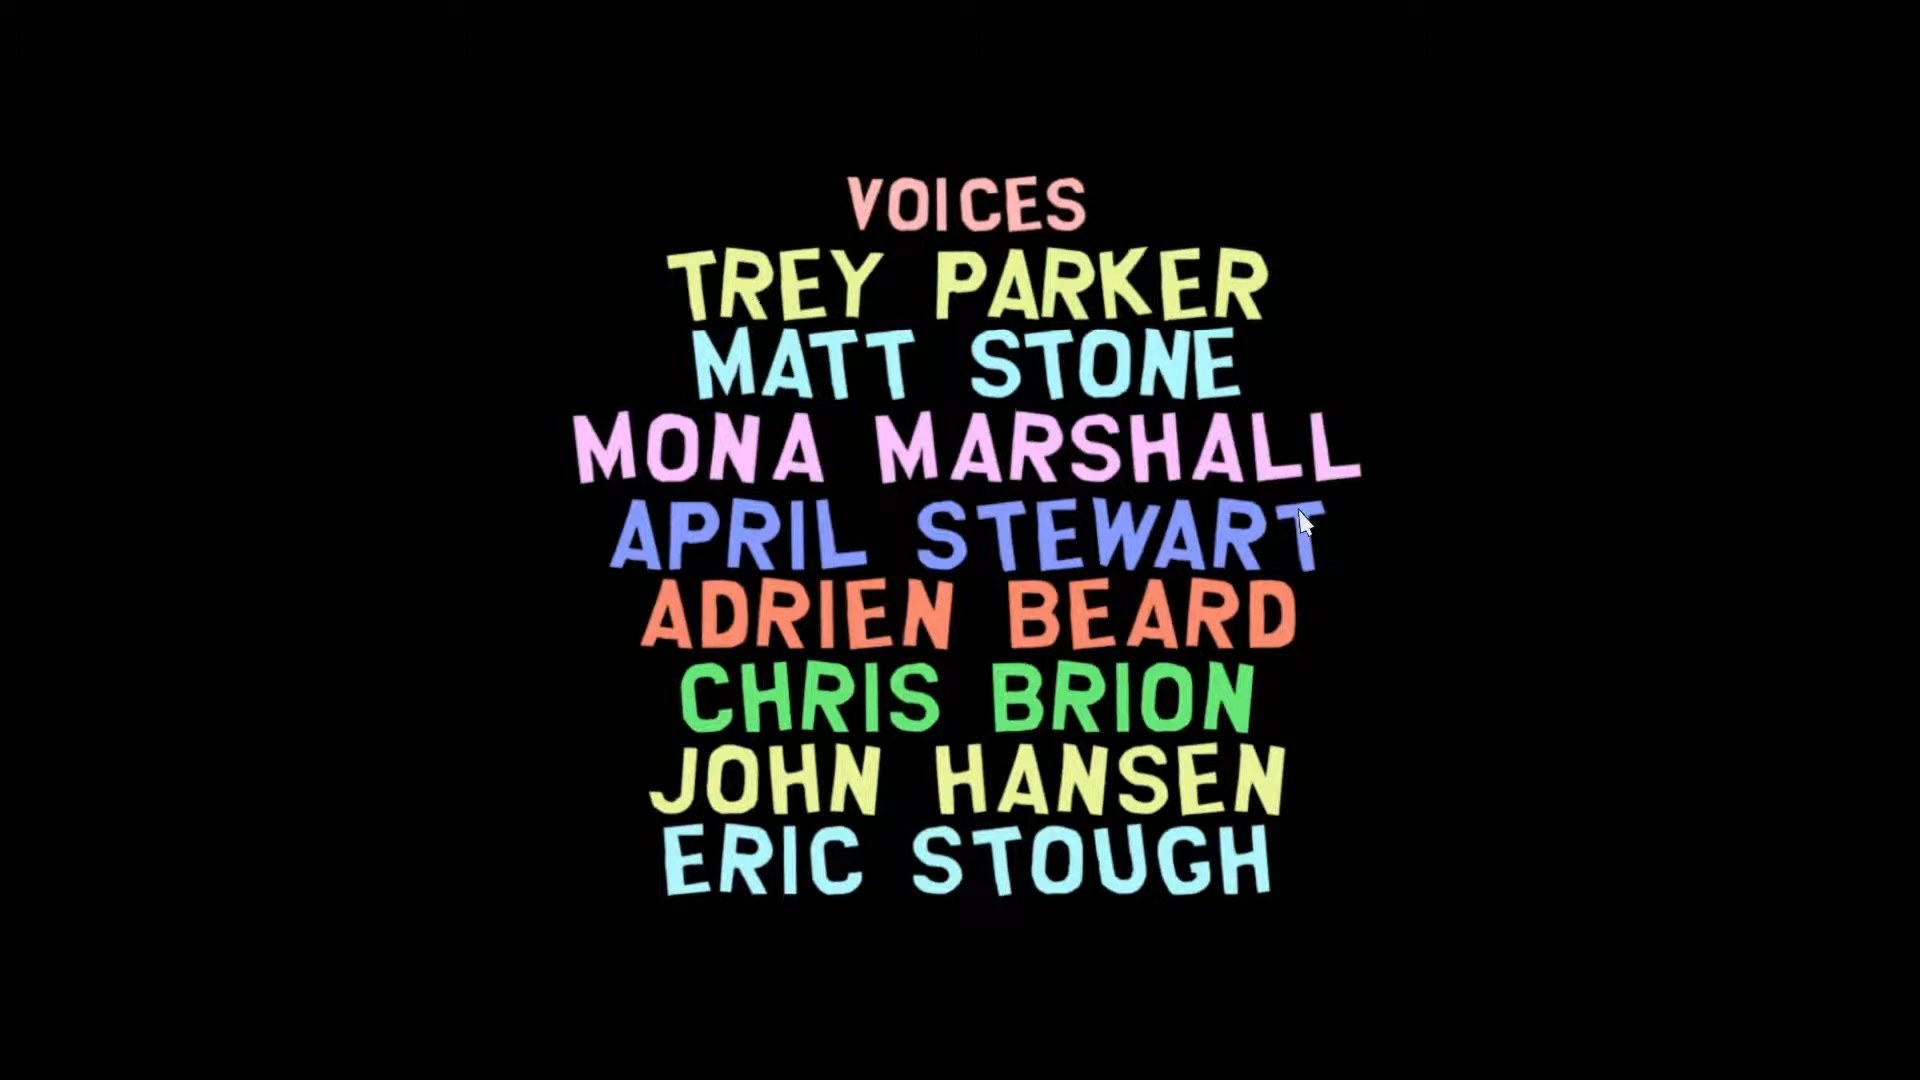 VOICES
TREY PARKER
MATT STONE
MONA MARSHALL
APRIL STEWART
ADRIEN BEARD
CHRIS BRION
JOHN HANSEN
ERIC STOUGH